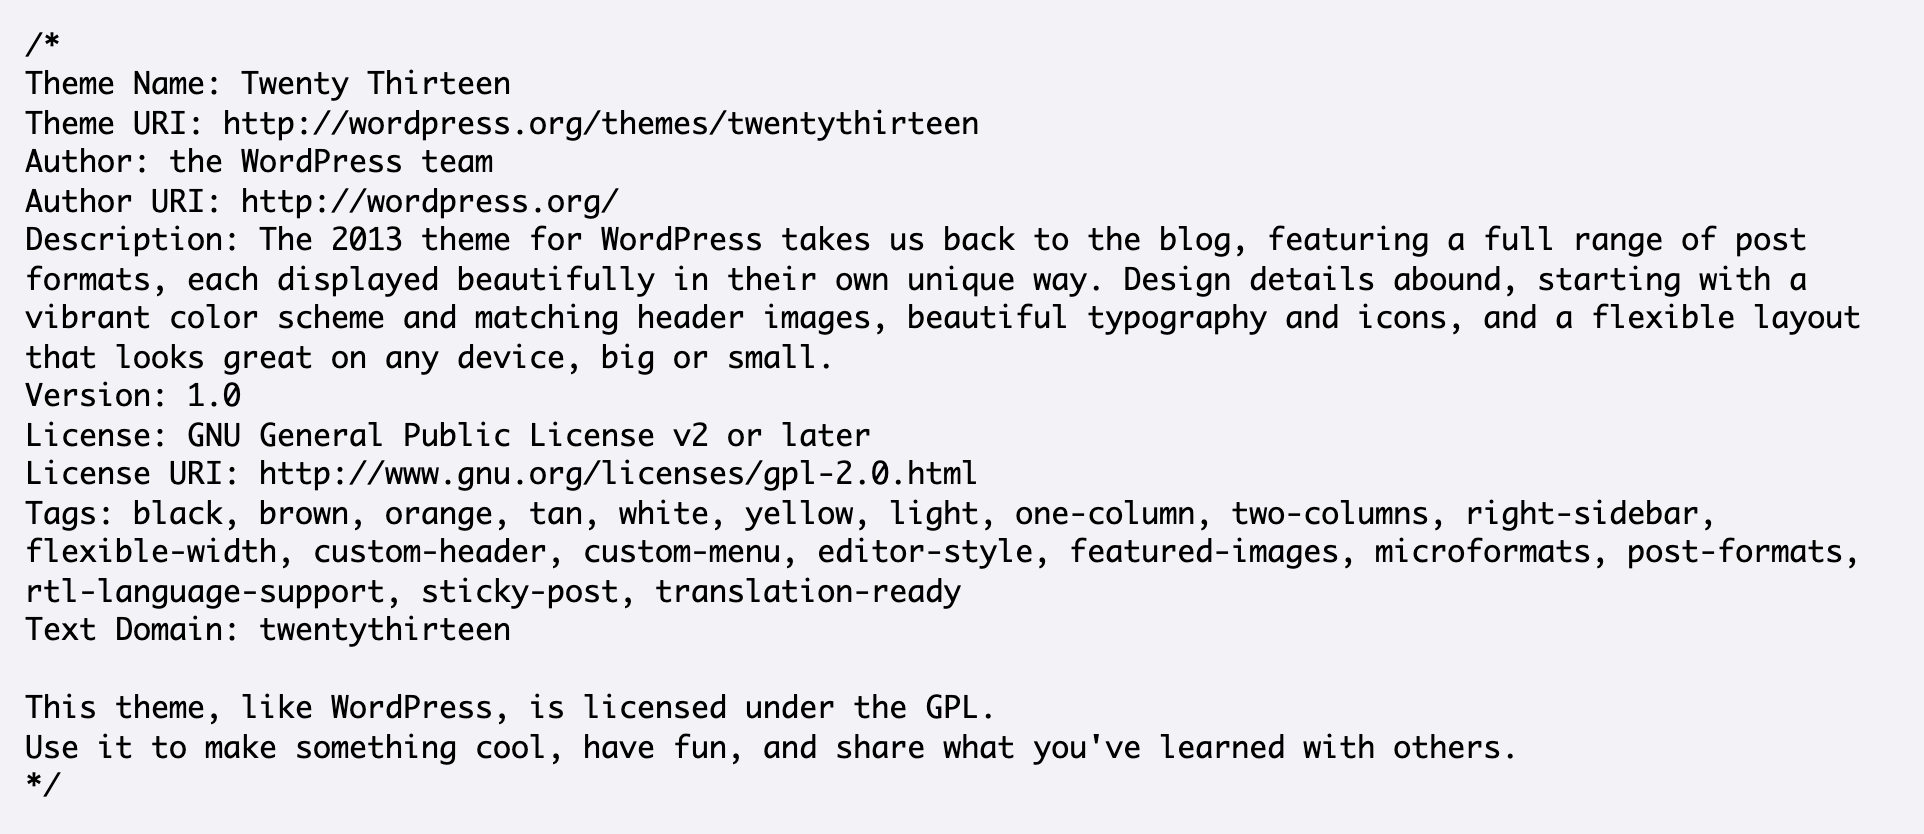 /*
Theme Name: Twenty Thirteen
Theme URI: http://wordpress.org/themes/twentythirteen
Author: the WordPress team
Author URI: http://wordpress.org/
Description: The 2013 theme for WordPress takes us back to the blog, featuring a full range of post
formats, each displayed beautifully in their own unique way. Design details abound, starting with a
vibrant color scheme and matching header images, beautiful typography and icons, and a flexible layout
that looks great on any device, big or small.
Version: 1.0
License: GNU General Public License v2 or later
License URI: http://www.gnu.org/licenses/gpl-2.0.html
Tags: black, brown, orange, tan, white, yellow, light, one-column, two-columns, right-sidebar,
flexible-width, custom-header, custom-menu, editor-style, featured-images, microformats, post-formats,
rtl-language-support, sticky-post, translation-ready
Text Domain: twentythirteen

This theme, like WordPress, is licensed under the GPL.
Use it to make something cool, have fun, and share what you've learned with others.
*/